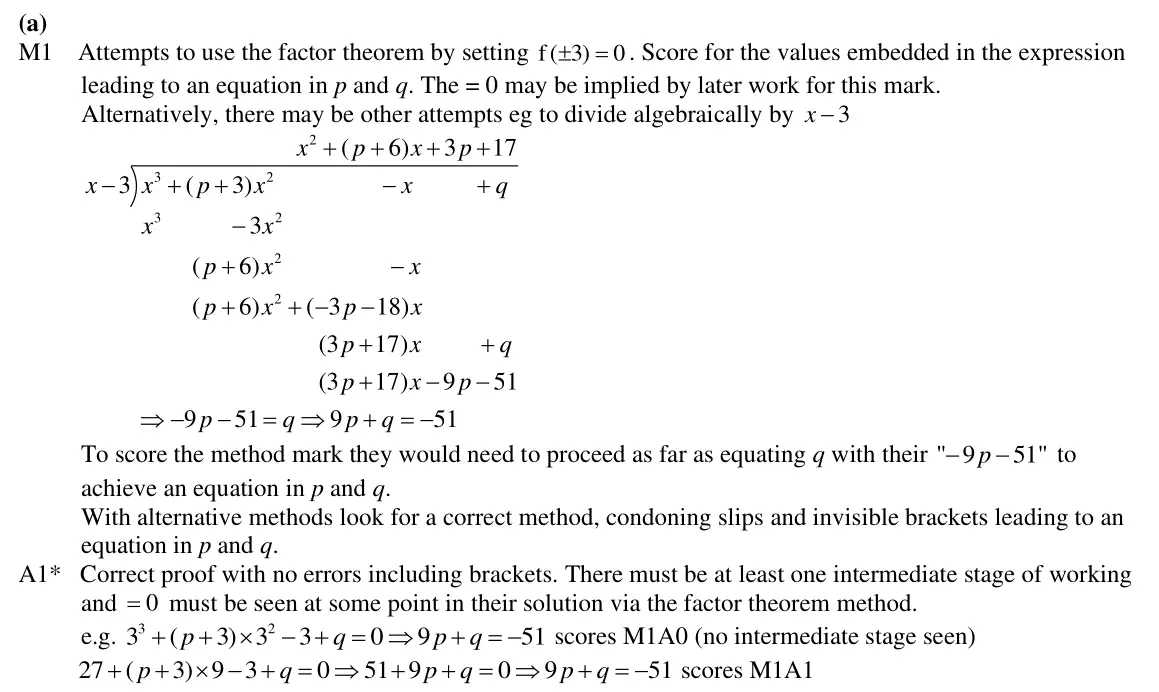 (a)
M1 Attempts to use the factor theorem by setting f(±3) = 0. Score for the values embedded in the expression
leading to an equation in p and q. The = 0 may be implied by later work for this mark.
Alternatively, there may be other attempts eg to divide algebraically by x − 3
x² + (p + 6)x + 3p + 17
x − 3)x³ + (p + 3)x² − x + q
x³ − 3x²
(p + 6)x² − x
(p + 6)x² + (−3p − 18)x
(3p + 17)x + q
(3p + 17)x − 9p − 51
⇒ −9p − 51 = q ⇒ 9p + q = −51
To score the method mark they would need to proceed as far as equating q with their "−9p − 51" to
achieve an equation in p and q.
With alternative methods look for a correct method, condoning slips and invisible brackets leading to an
equation in p and q.
A1* Correct proof with no errors including brackets. There must be at least one intermediate stage of working
and = 0 must be seen at some point in their solution via the factor theorem method.
e.g. 3³ + (p + 3) × 3² − 3 + q = 0 ⇒ 9p + q = −51 scores M1A0 (no intermediate stage seen)
27 + (p + 3) × 9 − 3 + q = 0 ⇒ 51 + 9p + q = 0 ⇒ 9p + q = −51 scores M1A1